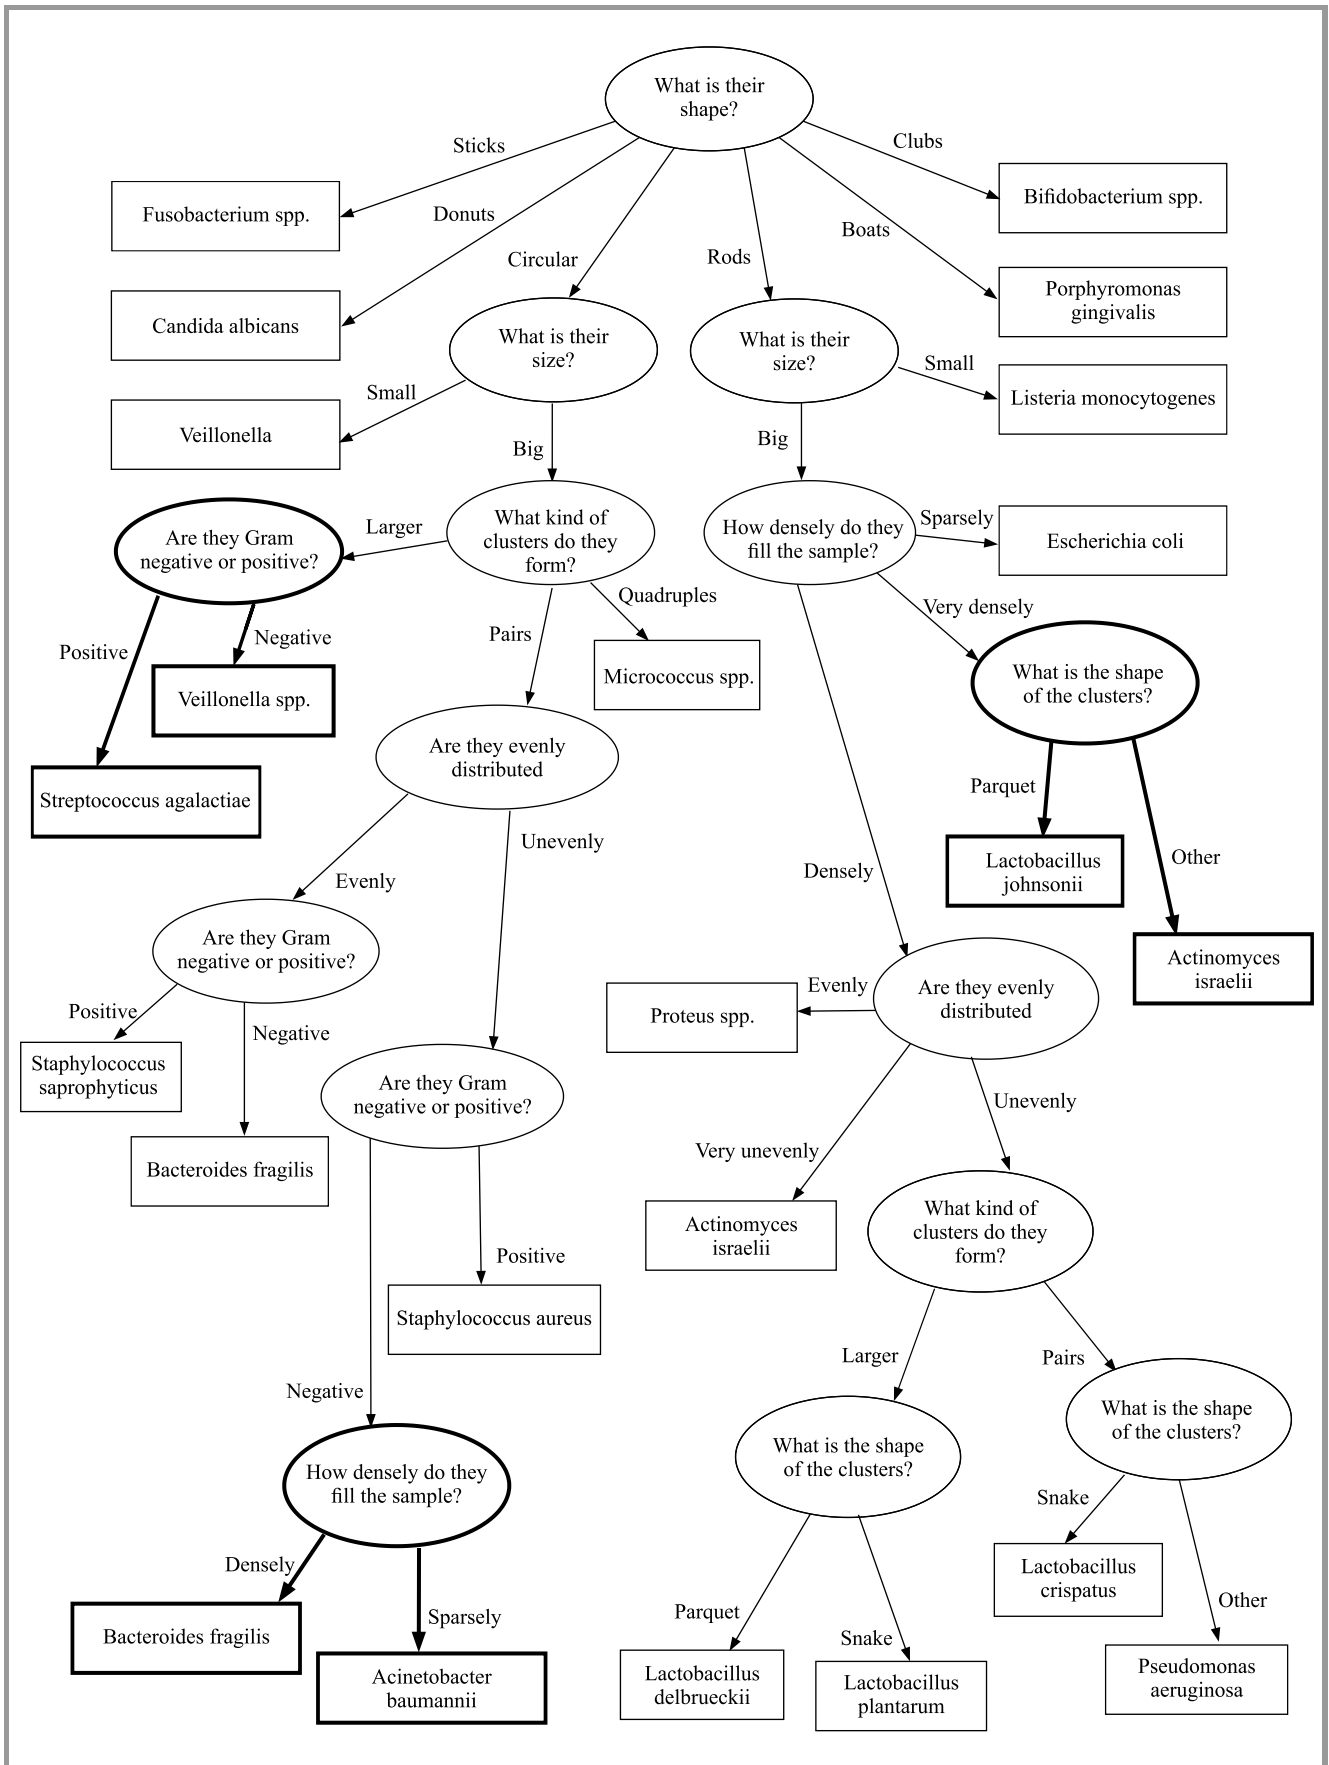 What is their
shape?
Sticks
Clubs
Fusobacterium spp.
Bifidobacterium spp.
Donuts
Boats
Circular
Rods
Candida albicans
Porphyromonas
gingivalis
What is their
size?
What is their
size?
Small
Small
Veillonella
Listeria monocytogenes
Big
Big
Are they Gram
negative or positive?
Larger
What kind of
clusters do they
form?
How densely do they
fill the sample?
Sparsely
Escherichia coli
Quadruples
Very densely
Positive
Negative
Pairs
Veillonella spp.
Micrococcus spp.
What is the shape
of the clusters?
Streptococcus agalactiae
Are they evenly
distributed
Parquet
Unevenly
Evenly
Densely
Lactobacillus
johnsonii
Other
Are they Gram
negative or positive?
Actinomyces
israelii
Positive
Negative
Evenly
Are they evenly
distributed
Proteus spp.
Staphylococcus
saprophyticus
Are they Gram
negative or positive?
Unevenly
Bacteroides fragilis
Very unevenly
Actinomyces
israelii
What kind of
clusters do they
form?
Positive
Staphylococcus aureus
Negative
Larger
Pairs
What is the shape
of the clusters?
What is the shape
of the clusters?
How densely do they
fill the sample?
Snake
Densely
Sparsely
Lactobacillus
crispatus
Other
Parquet
Snake
Bacteroides fragilis
Acinetobacter
baumannii
Lactobacillus
delbrueckii
Lactobacillus
plantarum
Pseudomonas
aeruginosa